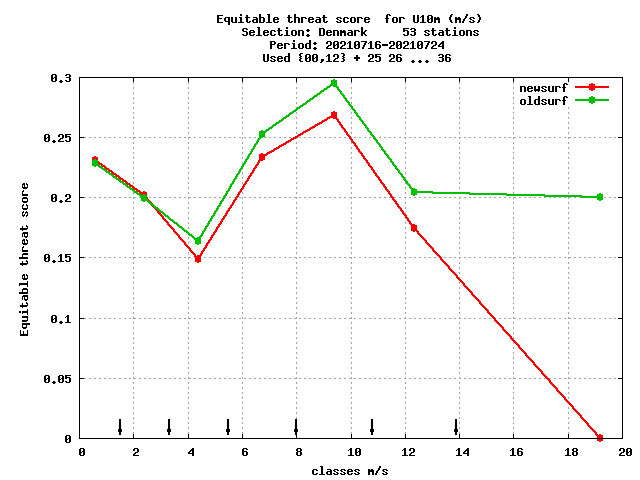 Equitable threat score  for U10m (m/s)
Selection: Denmark     53 stations
Period: 20210716-20210724
Used {00,12} + 25 26 ... 36
newsurf
oldsurf
Equitable threat score
0.3
0.25
0.2
0.15
0.1
0.05
0
0 2 4 6 8 10 12 14 16 18 20
classes m/s